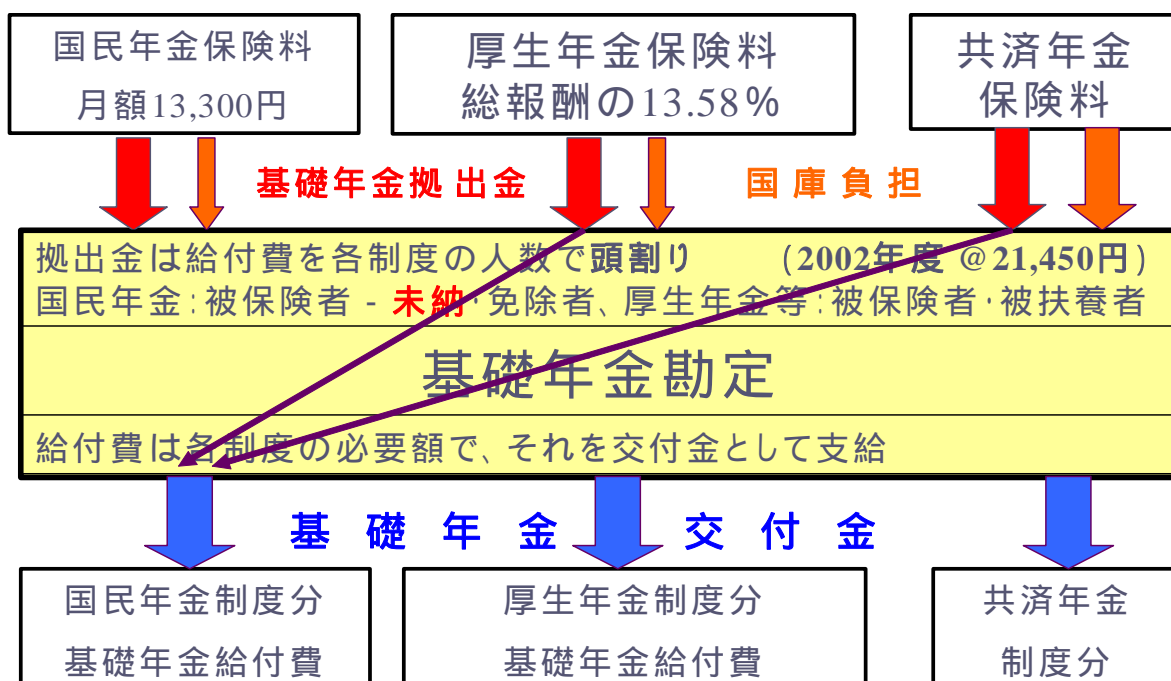 国民年金保険料
月額13,300円
厚生年金保険料
総報酬の13.58%
共済年金
保険料
基礎年金拠出金
国庫負担
拠出金は給付費を各制度の人数で頭割り (2002年度 @21,450円)
国民年金:被保険者 - 未納・免除者、厚生年金等:被保険者・被扶養者
基礎年金勘定
給付費は各制度の必要額で、それを交付金として支給
基礎年金交付金
国民年金制度分
基礎年金給付費
厚生年金制度分
基礎年金給付費
共済年金
制度分